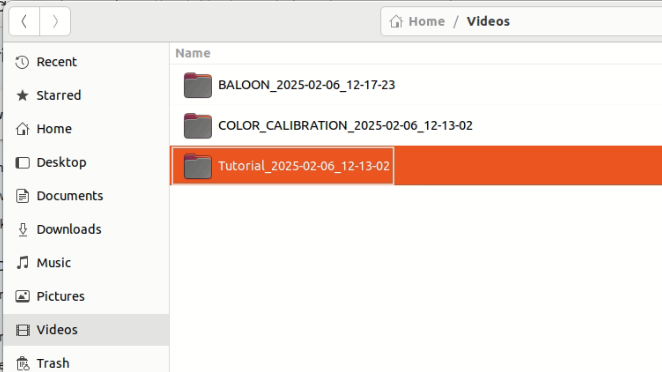 Home / Videos
Name
Recent
Starred
Home
Desktop
Documents
Downloads
Music
Pictures
Videos
Trash
BALOON_2025-02-06_12-17-23
COLOR_CALIBRATION_2025-02-06_12-13-02
Tutorial_2025-02-06_12-13-02